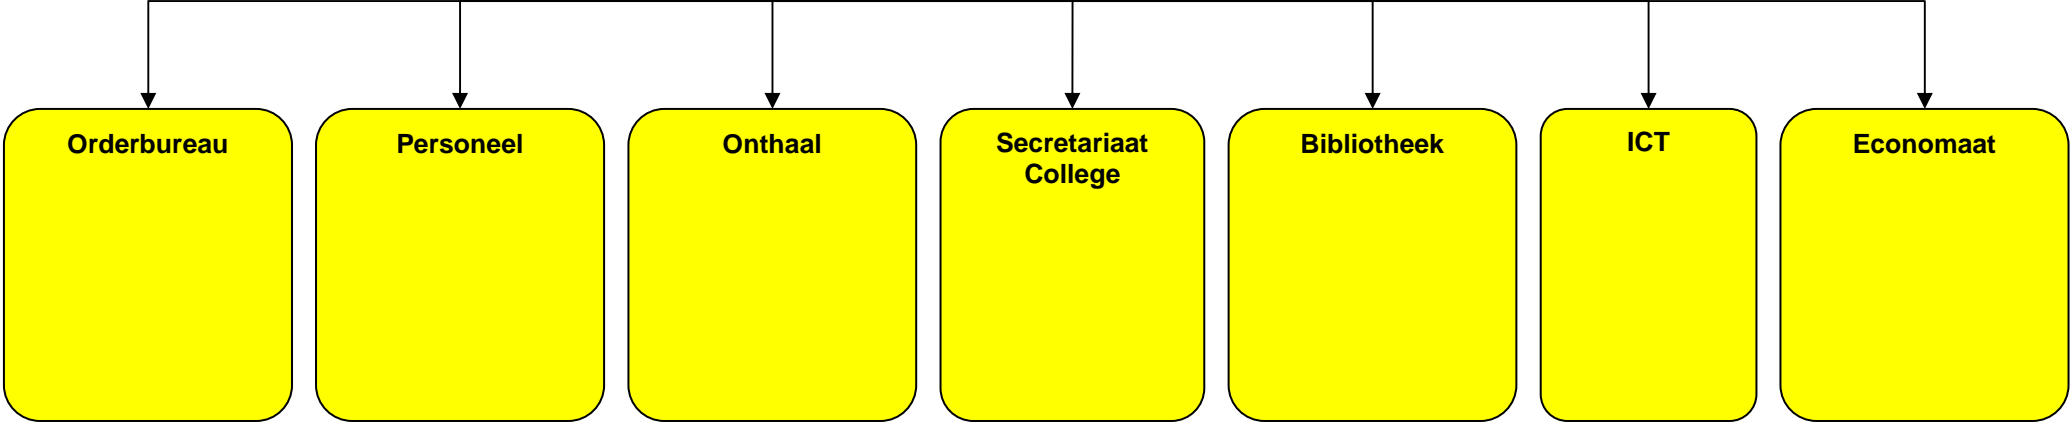 Orderbureau
Personeel
Onthaal
Secretariaat
College
Bibliotheek
ICT
Economaat